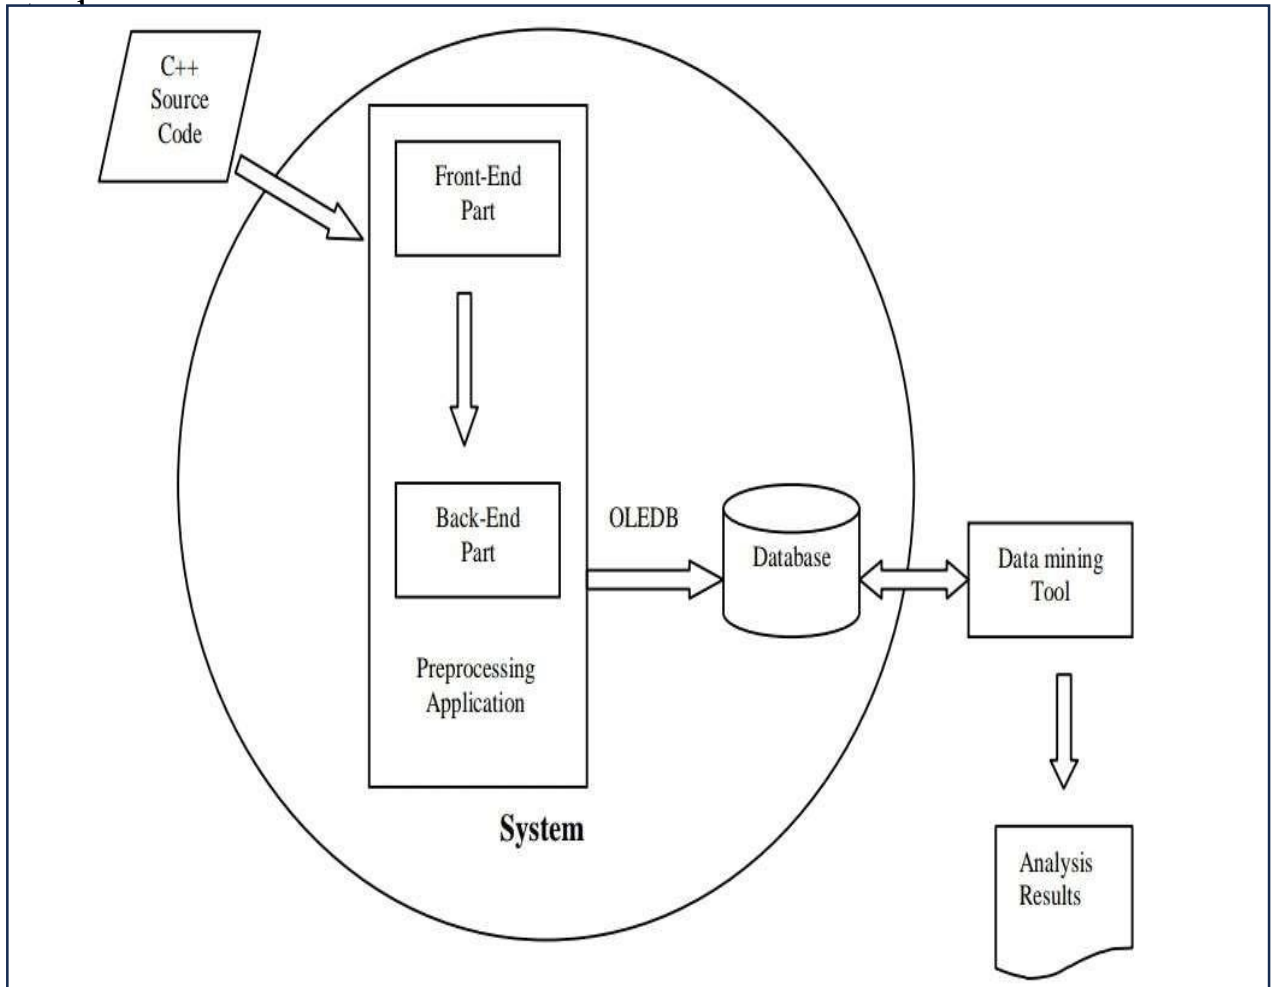 C++
Source
Code
Front-End
Part
Back-End
Part
OLEDB
Database
Data mining
Tool
Preprocessing
Application
System
Analysis
Results